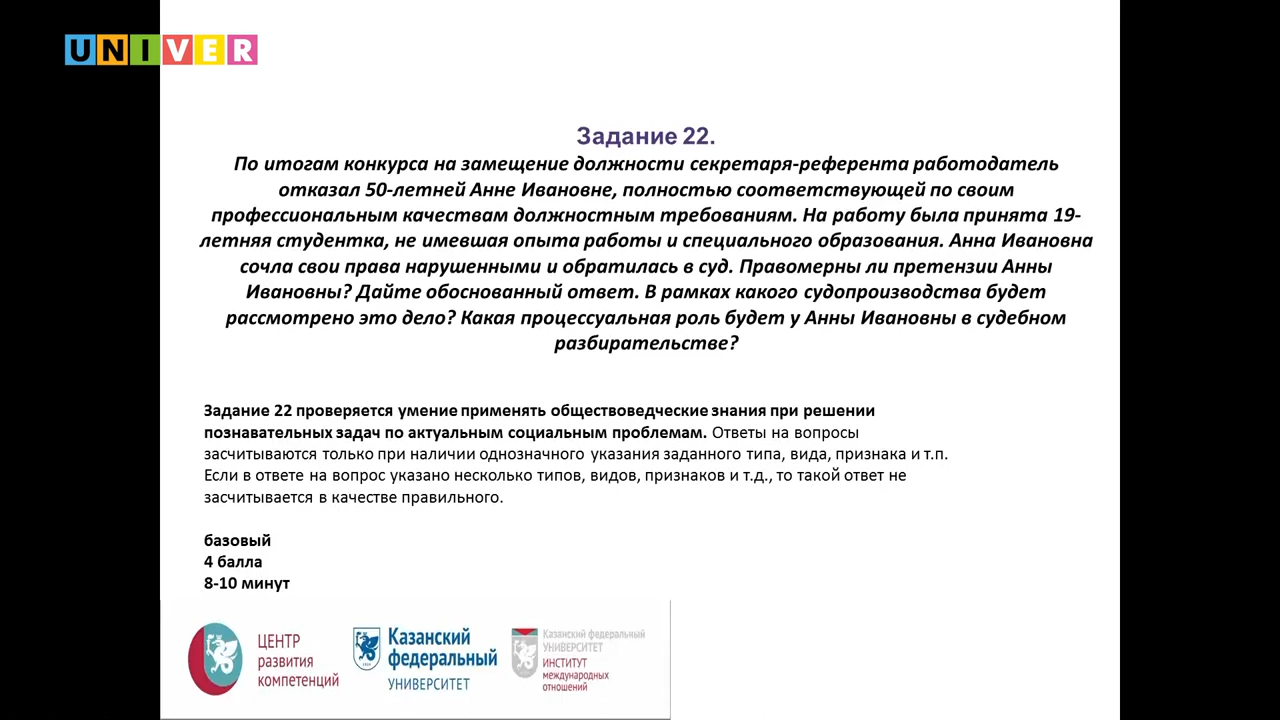 UNIVER
Задание 22.
По итогам конкурса на замещение должности секретаря-референта работодатель
отказал 50-летней Анне Ивановне, полностью соответствующей по своим
профессиональным качествам должностным требованиям. На работу была принята 19-
летняя студентка, не имевшая опыта работы и специального образования. Анна Ивановна
сочла свои права нарушенными и обратилась в суд. Правомерны ли претензии Анны
Ивановны? Дайте обоснованный ответ. В рамках какого судопроизводства будет
рассмотрено это дело? Какая процессуальная роль будет у Анны Ивановны в судебном
разбирательстве?
Задание 22 проверяется умение применять обществоведческие знания при решении
познавательных задач по актуальным социальным проблемам. Ответы на вопросы
засчитываются только при наличии однозначного указания заданного типа, вида, признака и т.п.
Если в ответе на вопрос указано несколько типов, видов, признаков и т.д., то такой ответ не
засчитывается в качестве правильного.
базовый
4 балла
8-10 минут
ЦЕНТР
развития
компетенций
Казанский
федеральный
УНИВЕРСИТЕТ
Казанский федеральный
УНИВЕРСИТЕТ
ИНСТИТУТ
международных
отношений